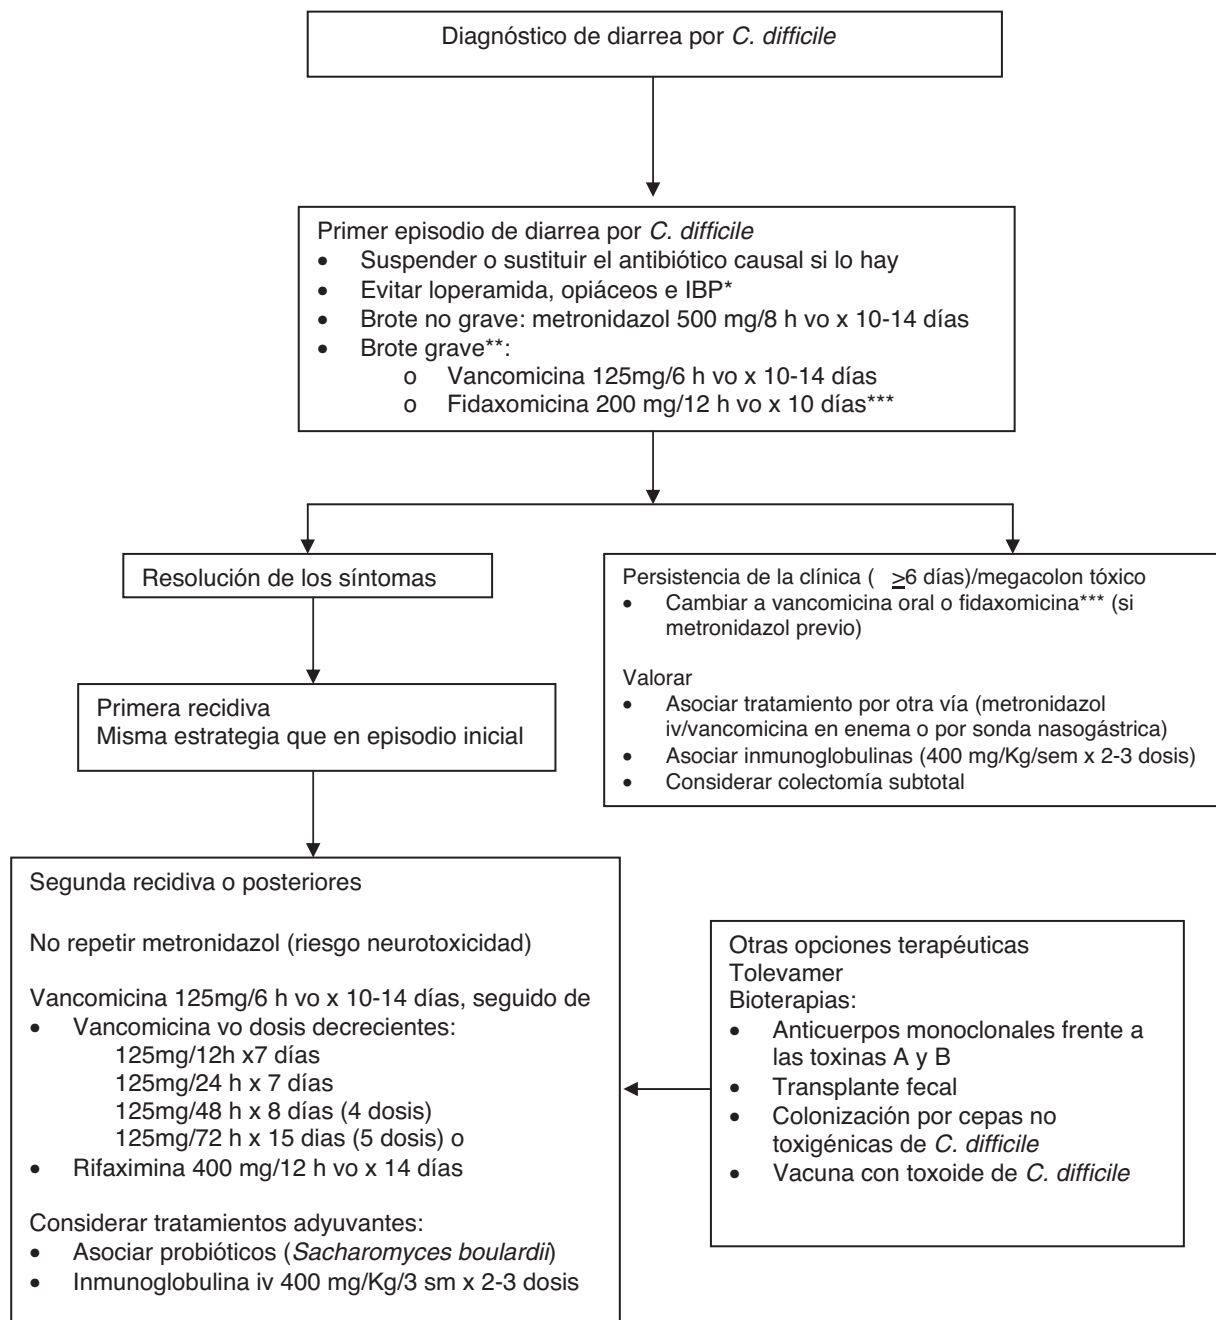 Diagnóstico de diarrea por C. difficile
Primer episodio de diarrea por C. difficile
• Suspender o sustituir el antibiótico causal si lo hay
• Evitar loperamida, opiáceos e IBP*
• Brote no grave: metronidazol 500 mg/8 h vo x 10-14 días
• Brote grave**:
o Vancomicina 125mg/6 h vo x 10-14 días
o Fidaxomicina 200 mg/12 h vo x 10 días***
Resolución de los síntomas
Persistencia de la clínica ( ≥6 días)/megacolon tóxico
• Cambiar a vancomicina oral o fidaxomicina*** (si
metronidazol previo)
Valorar
• Asociar tratamiento por otra vía (metronidazol
iv/vancomicina en enema o por sonda nasogástrica)
• Asociar inmunoglobulinas (400 mg/Kg/sem x 2-3 dosis)
• Considerar colectomía subtotal
Primera recidiva
Misma estrategia que en episodio inicial
Segunda recidiva o posteriores
No repetir metronidazol (riesgo neurotoxicidad)
Vancomicina 125mg/6 h vo x 10-14 días, seguido de
• Vancomicina vo dosis decrecientes:
125mg/12h x7 días
125mg/24 h x 7 días
125mg/48 h x 8 días (4 dosis)
125mg/72 h x 15 dias (5 dosis) o
• Rifaximina 400 mg/12 h vo x 14 días
Considerar tratamientos adyuvantes:
• Asociar probióticos (Sacharomyces boulardii)
• Inmunoglobulina iv 400 mg/Kg/3 sm x 2-3 dosis
Otras opciones terapéuticas
Tolevamer
Bioterapias:
• Anticuerpos monoclonales frente a
las toxinas A y B
• Transplante fecal
• Colonización por cepas no
toxigénicas de C. difficile
• Vacuna con toxoide de C. difficile